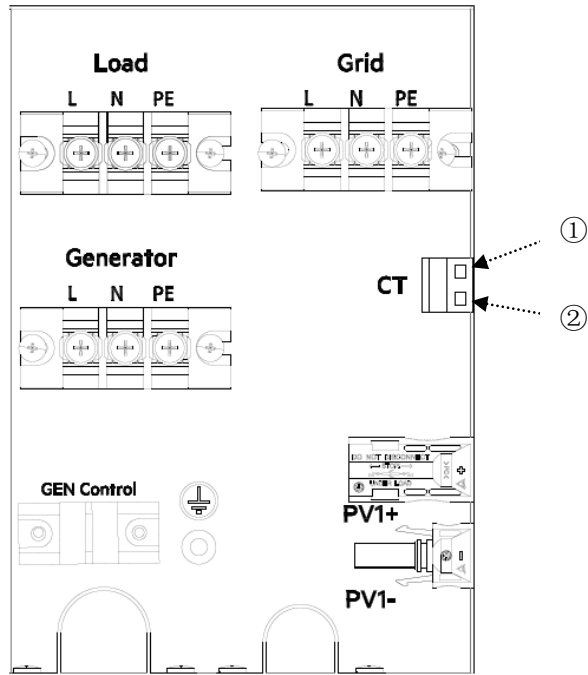 Load
Grid
L N PE
L N PE
①
Generator
CT
L N PE
②
DO NOT DISCONNECT
UNDER LOAD
+
GEN Control
PV1+
-
PV1-